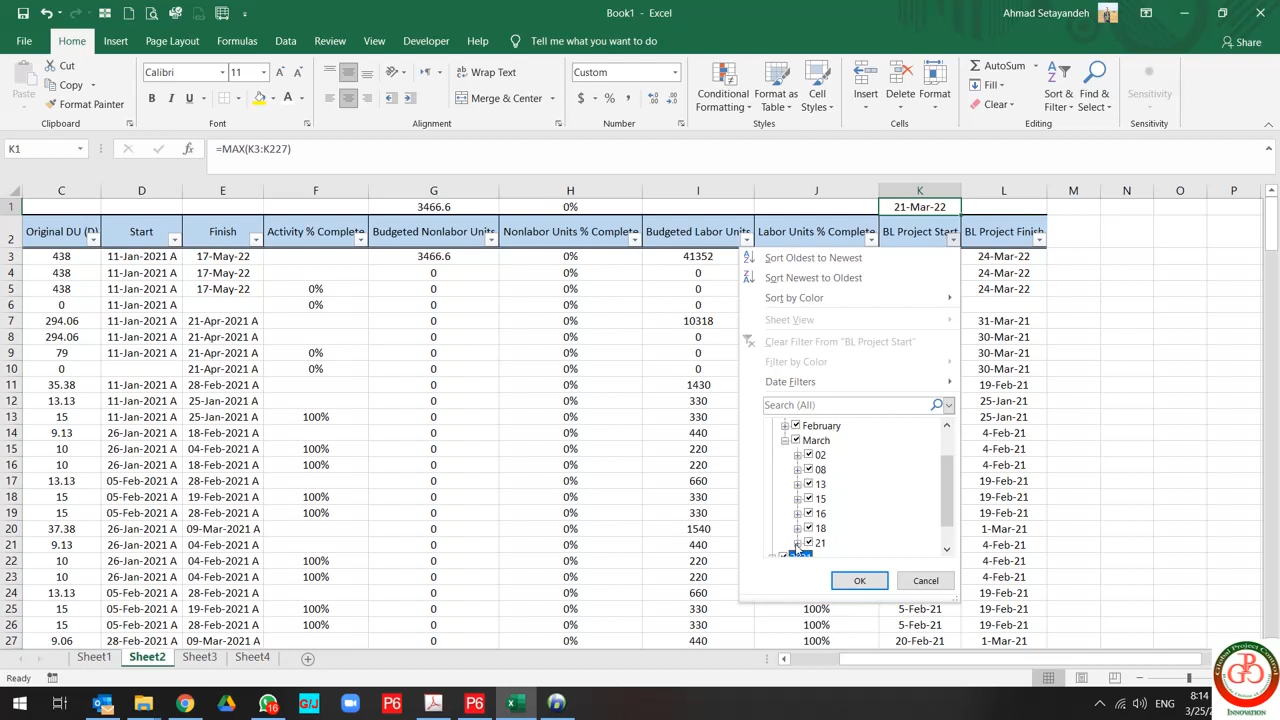 Book1 - Excel
Ahmad Setayandeh
File Home Insert Page Layout Formulas Data Review View Developer Help Tell me what you want to do Share
Paste
Cut
Copy
Format Painter
Clipboard
Calibri 11
B I U
Font
Wrap Text
Merge & Center
Alignment
Custom
$ % ,
Number
Conditional Formatting
Format as Table
Cell Styles
Styles
Insert Delete Format
Cells
AutoSum
Fill
Clear
Sort & Filter
Find & Select
Editing
Sensitivity
Sensitivity
K1 fx =MAX(K3:K227)
C D E F G H I J K L M N O P
1 3466.6 0% 21-Mar-22
2 Original DU (D) Start Finish Activity % Complete Budgeted Nonlabor Units Nonlabor Units % Complete Budgeted Labor Units Labor Units % Complete BL Project Start BL Project Finish
3 438 11-Jan-2021 A 17-May-22 3466.6 0% 41352 24-Mar-22
4 438 11-Jan-2021 A 17-May-22 0 0% 0 24-Mar-22
5 438 11-Jan-2021 A 17-May-22 0% 0 0% 0 24-Mar-22
6 0 11-Jan-2021 A 0% 0 0% 0
7 294.06 11-Jan-2021 A 21-Apr-2021 A 0 0% 10318 31-Mar-21
8 294.06 11-Jan-2021 A 21-Apr-2021 A 0 0% 0 30-Mar-21
9 79 11-Jan-2021 A 21-Apr-2021 A 0% 0 0% 0 30-Mar-21
10 0 21-Apr-2021 A 0% 0 0% 0 30-Mar-21
11 35.38 11-Jan-2021 A 28-Feb-2021 A 0 0% 1430 19-Feb-21
12 13.13 11-Jan-2021 A 25-Jan-2021 A 0 0% 330 25-Jan-21
13 15 11-Jan-2021 A 25-Jan-2021 A 100% 0 0% 330 25-Jan-21
14 9.13 26-Jan-2021 A 18-Feb-2021 A 0 0% 440 4-Feb-21
15 10 26-Jan-2021 A 04-Feb-2021 A 100% 0 0% 220 4-Feb-21
16 10 26-Jan-2021 A 18-Feb-2021 A 100% 0 0% 220 4-Feb-21
17 13.13 05-Feb-2021 A 19-Feb-2021 A 0 0% 660 19-Feb-21
18 15 05-Feb-2021 A 19-Feb-2021 A 100% 0 0% 330 19-Feb-21
19 15 05-Feb-2021 A 18-Feb-2021 A 100% 0 0% 330 19-Feb-21
20 37.38 26-Jan-2021 A 09-Mar-2021 A 0 0% 1540 1-Mar-21
21 9.13 26-Jan-2021 A 04-Feb-2021 A 0 0% 440 4-Feb-21
22 10 26-Jan-2021 A 04-Feb-2021 A 100% 0 0% 220 4-Feb-21
23 10 26-Jan-2021 A 04-Feb-2021 A 100% 0 0% 220 4-Feb-21
24 13.13 05-Feb-2021 A 28-Feb-2021 A 0 0% 660 19-Feb-21
25 15 05-Feb-2021 A 19-Feb-2021 A 100% 0 0% 330 100% 5-Feb-21 19-Feb-21
26 15 05-Feb-2021 A 28-Feb-2021 A 100% 0 0% 330 100% 5-Feb-21 19-Feb-21
27 9.06 28-Feb-2021 A 09-Mar-2021 A 0 0% 440 100% 20-Feb-21 1-Mar-21
Sort Oldest to Newest
Sort Newest to Oldest
Sort by Color
Sheet View
Clear Filter From "BL Project Start"
Filter by Color
Date Filters
Search (All)
February
March
02
08
13
15
16
18
21
OK Cancel
Sheet1 Sheet2 Sheet3 Sheet4
Ready 
16 G/J P6 P6 ENG 8:14
Global Project Control
GPC
INNOVATION